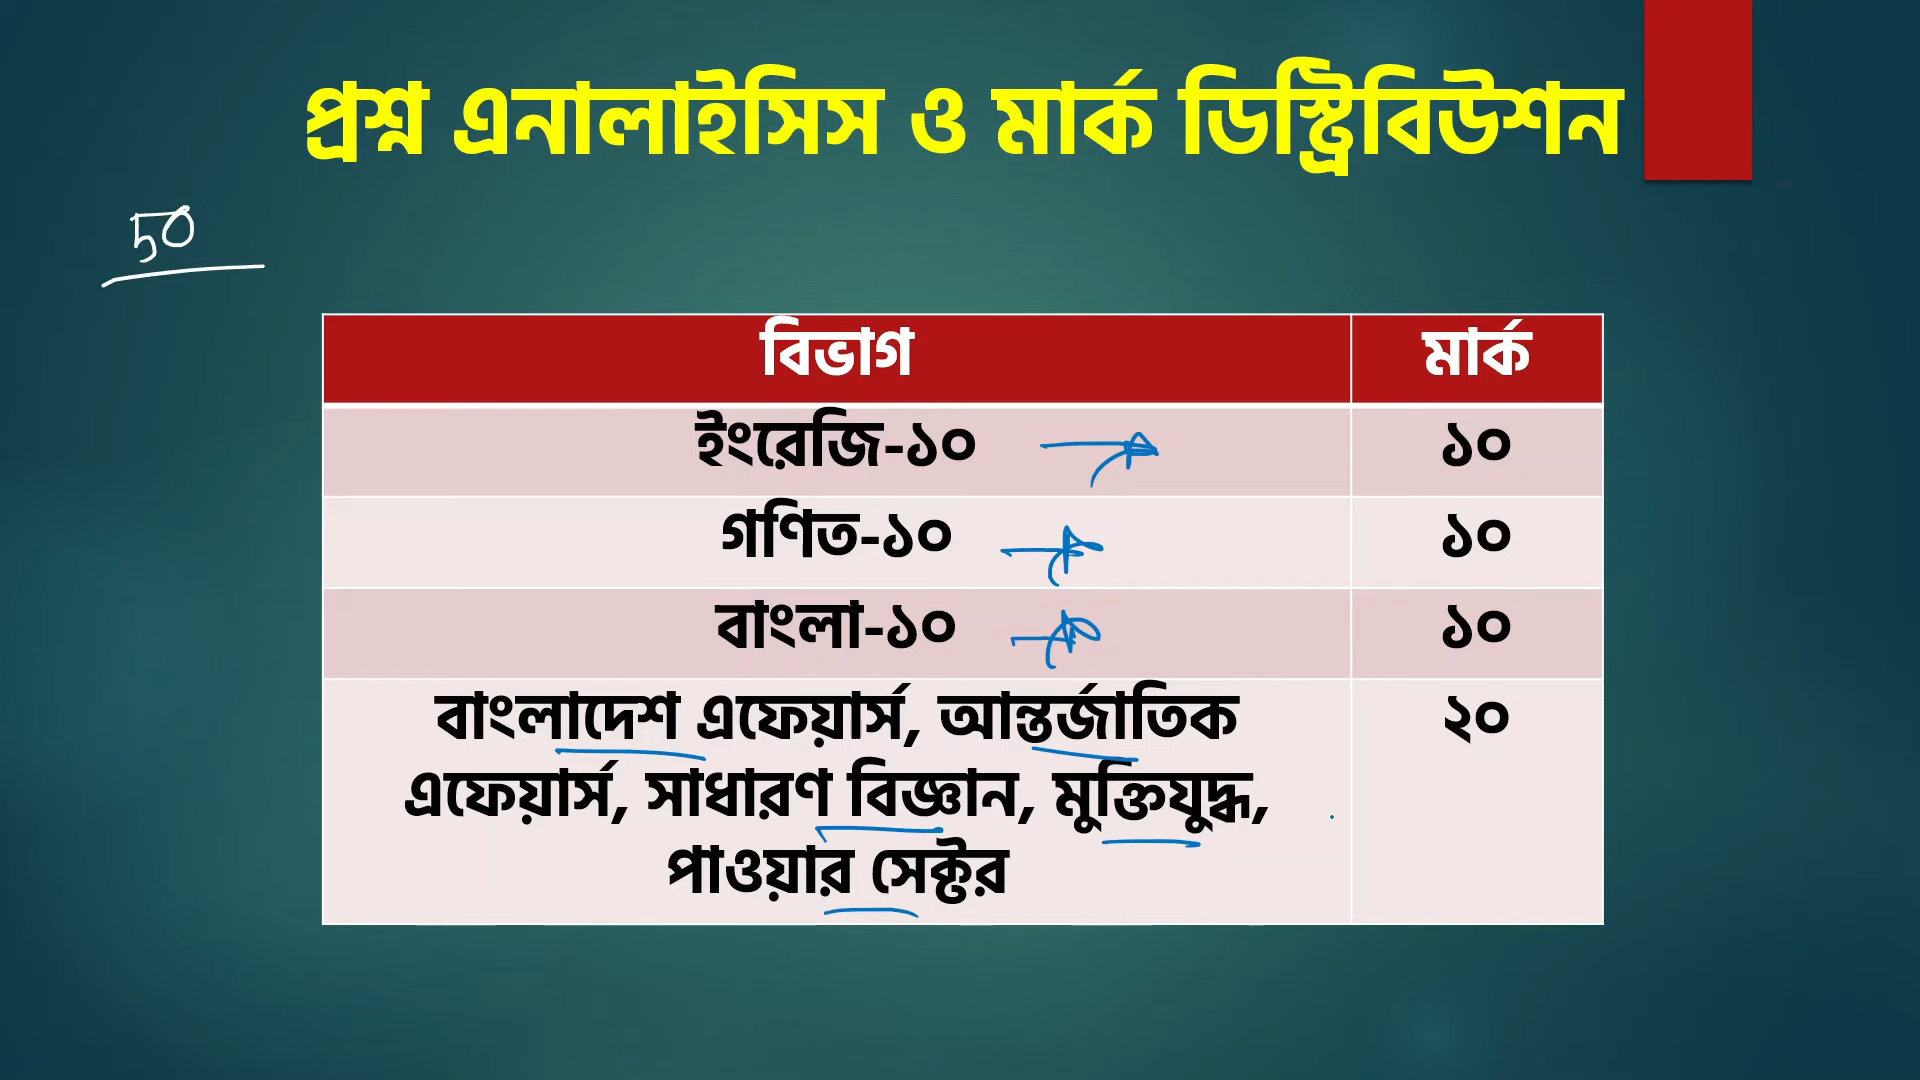 প্রশ্ন এনালাইসিস ও মার্ক ডিস্ট্রিবিউশন
50
বিভাগ মার্ক
ইংরেজি-১০ ১০
গণিত-১০ ১০
বাংলা-১০ ১০
বাংলাদেশ এফেয়ার্স, আন্তর্জাতিক ২০
এফেয়ার্স, সাধারণ বিজ্ঞান, মুক্তিযুদ্ধ,
পাওয়ার সেক্টর